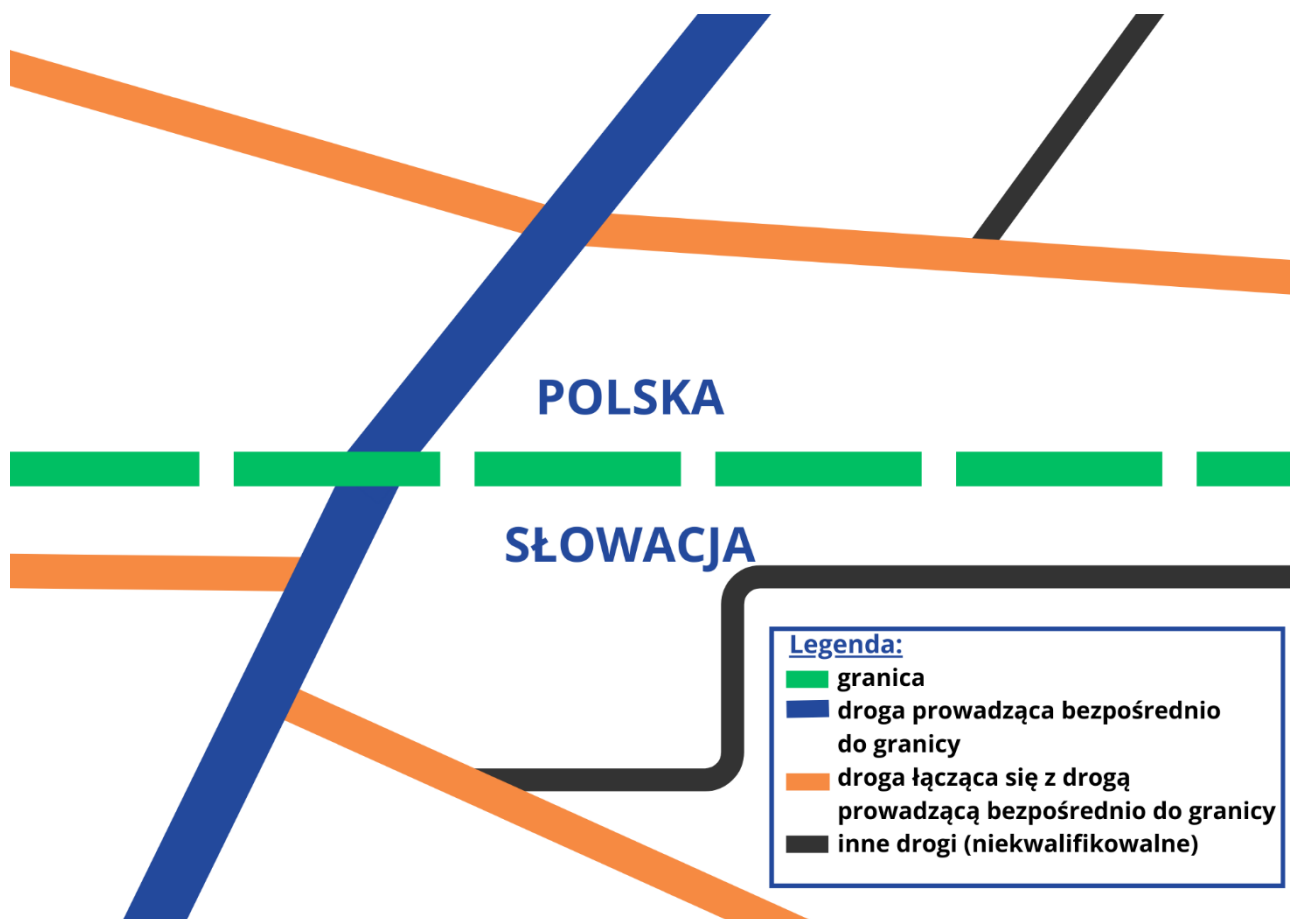 POLSKA
SŁOWACJA
Legenda:
granica
droga prowadząca bezpośrednio
do granicy
droga łącząca się z drogą
prowadzącą bezpośrednio do granicy
inne drogi (niekwalifikowalne)